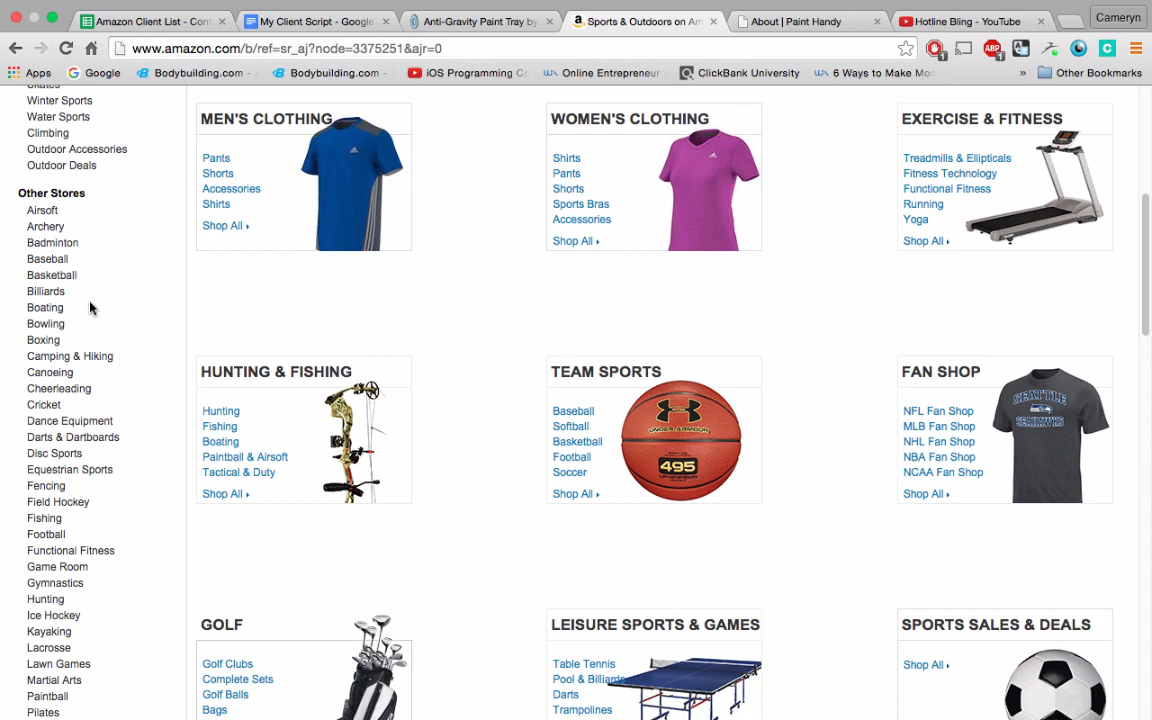 Amazon Client List - Cont
My Client Script - Google
Anti-Gravity Paint Tray by
Sports & Outdoors on Am
About | Paint Handy
Hotline Bling - YouTube
Cameryn
www.amazon.com/b/ref=sr_aj?node=3375251&ajr=0
Apps
Google
Bodybuilding.com -
Bodybuilding.com -
iOS Programming Co
Online Entrepreneur
ClickBank University
6 Ways to Make Mon
»
Other Bookmarks
Skates
Winter Sports
Water Sports
Climbing
Outdoor Accessories
Outdoor Deals
Other Stores
Airsoft
Archery
Badminton
Baseball
Basketball
Billiards
Boating
Bowling
Boxing
Camping & Hiking
Canoeing
Cheerleading
Cricket
Dance Equipment
Darts & Dartboards
Disc Sports
Equestrian Sports
Fencing
Field Hockey
Fishing
Football
Functional Fitness
Game Room
Gymnastics
Hunting
Ice Hockey
Kayaking
Lacrosse
Lawn Games
Martial Arts
Paintball
Pilates
MEN'S CLOTHING
Pants
Shorts
Accessories
Shirts
Shop All
WOMEN'S CLOTHING
Shirts
Pants
Shorts
Sports Bras
Accessories
Shop All
EXERCISE & FITNESS
Treadmills & Ellipticals
Fitness Technology
Functional Fitness
Running
Yoga
Shop All
HUNTING & FISHING
Hunting
Fishing
Boating
Paintball & Airsoft
Tactical & Duty
Shop All
TEAM SPORTS
Baseball
Softball
Basketball
Football
Soccer
Shop All
UNDER ARMOUR
495
FAN SHOP
NFL Fan Shop
MLB Fan Shop
NHL Fan Shop
NBA Fan Shop
NCAA Fan Shop
Shop All
SEATTLE
SEAHAWKS
GOLF
Golf Clubs
Complete Sets
Golf Balls
Bags
LEISURE SPORTS & GAMES
Table Tennis
Pool & Billiards
Darts
Trampolines
SPORTS SALES & DEALS
Shop All